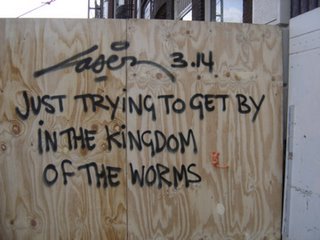 Laser 3.14
JUST TRYING TO GET BY
IN THE KINGDOM
OF THE WORMS